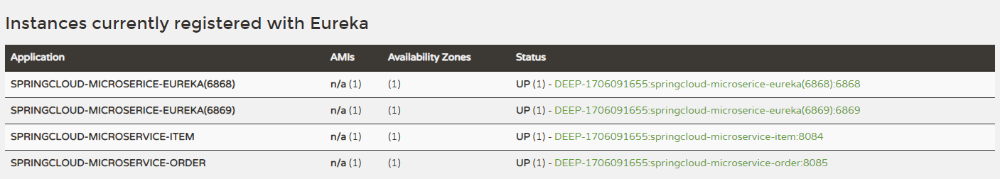 Instances currently registered with Eureka
Application AMIs Availability Zones Status
SPRINGCLOUD-MICROSERICE-EUREKA(6868) n/a (1) (1) UP (1) - DEEP-1706091655:springcloud-microserice-eureka(6868):6868
SPRINGCLOUD-MICROSERICE-EUREKA(6869) n/a (1) (1) UP (1) - DEEP-1706091655:springcloud-microserice-eureka(6869):6869
SPRINGCLOUD-MICROSERVICE-ITEM n/a (1) (1) UP (1) - DEEP-1706091655:springcloud-microservice-item:8084
SPRINGCLOUD-MICROSERVICE-ORDER n/a (1) (1) UP (1) - DEEP-1706091655:springcloud-microservice-order:8085